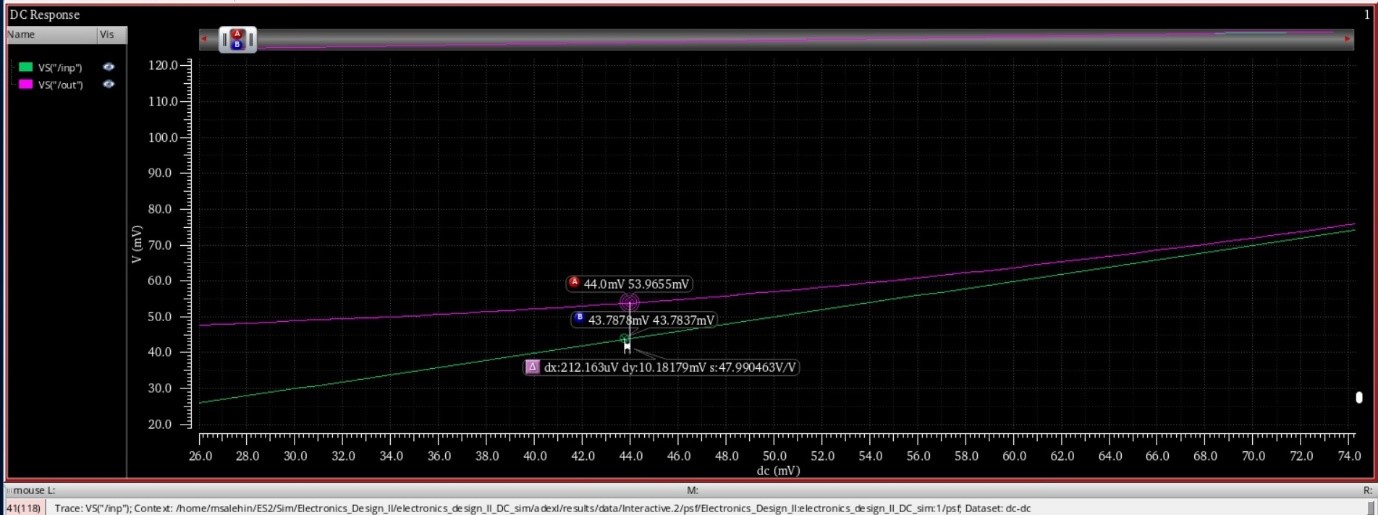 DC Response 1
Name Vis
VS("/inp")
VS("/out")
A
B
120.0
110.0
100.0
90.0
80.0
70.0
60.0
50.0
40.0
30.0
20.0
V (mV)
A 44.0mV 53.9655mV
B 43.7878mV 43.7837mV
Δ dx:212.163uV dy:10.18179mV s:47.990463V/V
26.0 28.0 30.0 32.0 34.0 36.0 38.0 40.0 42.0 44.0 46.0 48.0 50.0 52.0 54.0 56.0 58.0 60.0 62.0 64.0 66.0 68.0 70.0 72.0 74.0
dc (mV)
mouse L: M: R:
41(118) Trace: VS("/inp"); Context: /home/msalehin/ES2/Sim/Electronics_Design_II/electronics_design_II_DC_sim/adexl/results/data/Interactive.2/psf/Electronics_Design_II:electronics_design_II_DC_sim:1/psf; Dataset: dc-dc